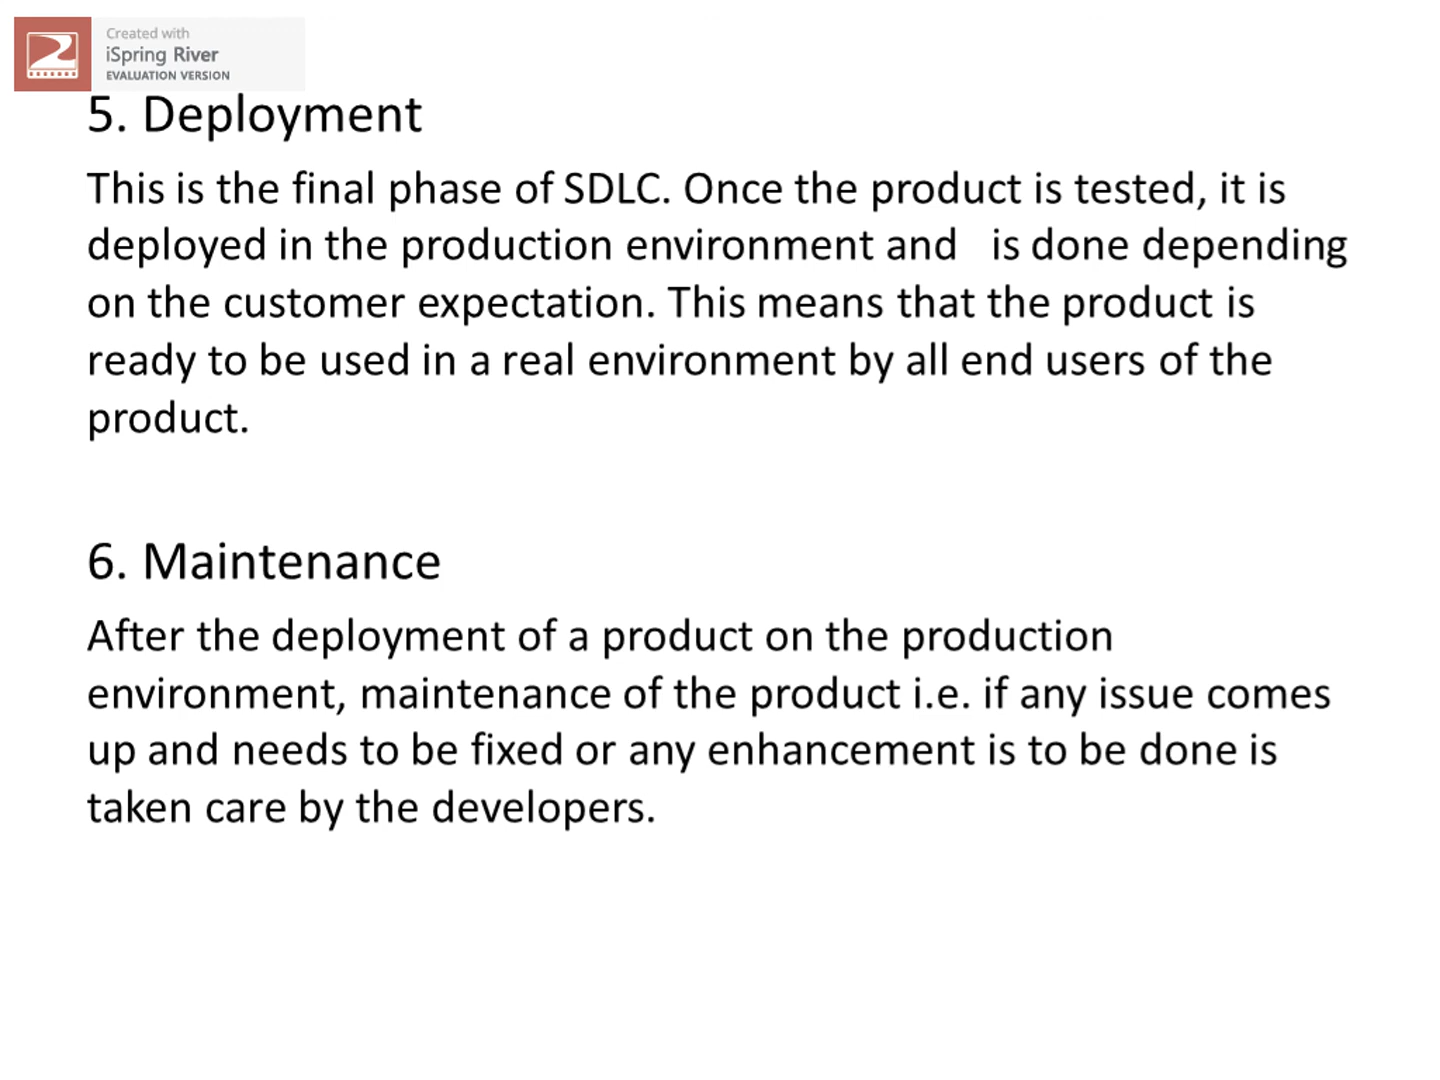 Created with
iSpring River
EVALUATION VERSION
5. Deployment
This is the final phase of SDLC. Once the product is tested, it is
deployed in the production environment and is done depending
on the customer expectation. This means that the product is
ready to be used in a real environment by all end users of the
product.
6. Maintenance
After the deployment of a product on the production
environment, maintenance of the product i.e. if any issue comes
up and needs to be fixed or any enhancement is to be done is
taken care by the developers.